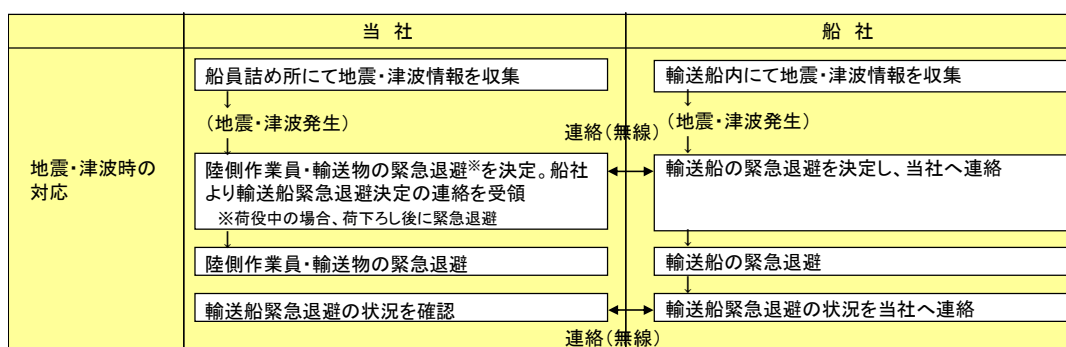 当 社
船 社
地震・津波時の
対応
船員詰め所にて地震・津波情報を収集
↓
(地震・津波発生)
↓
陸側作業員・輸送物の緊急退避※を決定。船社
より輸送船緊急退避決定の連絡を受領
※荷役中の場合、荷下ろし後に緊急退避
↓
陸側作業員・輸送物の緊急退避
輸送船緊急退避の状況を確認
連絡(無線)
連絡(無線)
輸送船内にて地震・津波情報を収集
↓
(地震・津波発生)
↓
輸送船の緊急退避を決定し、当社へ連絡
↓
輸送船の緊急退避
↓
輸送船緊急退避の状況を当社へ連絡